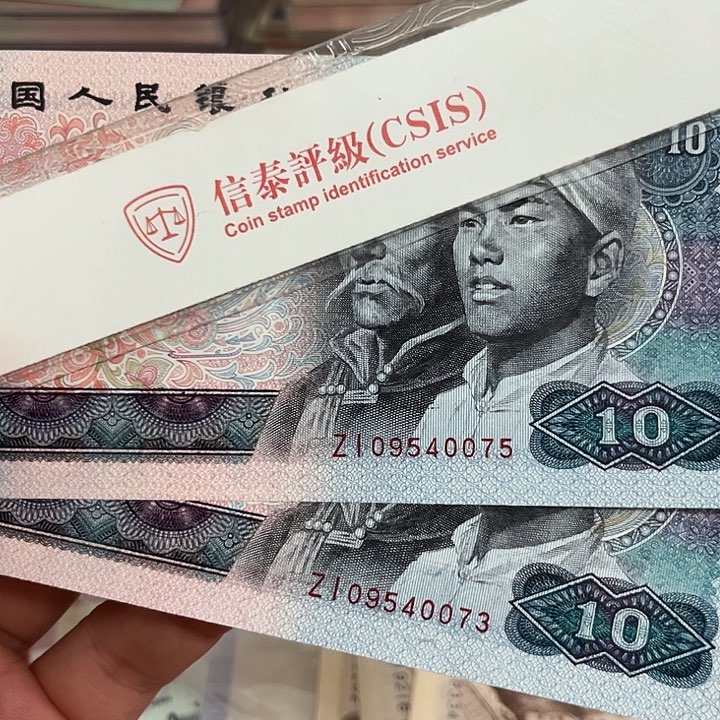 国人民银
信泰評級(CSIS)
Coin stamp identification service
10
ZI09540075
10
ZI09540073
10